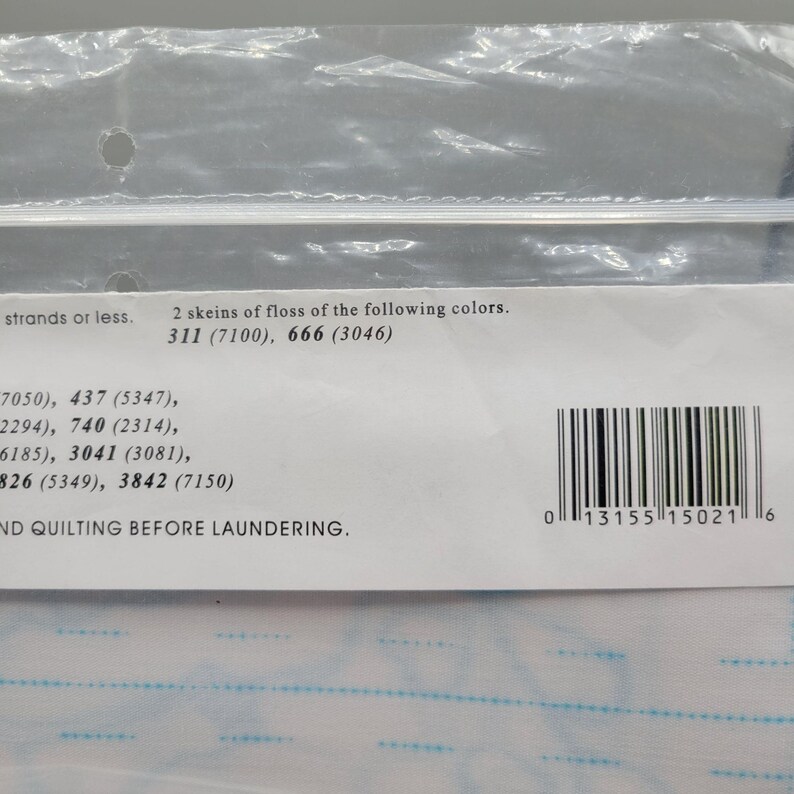 strands or less.
2 skeins of floss of the following colors.
311 (7100), 666 (3046)
7050), 437 (5347),
2294), 740 (2314),
6185), 3041 (3081),
826 (5349), 3842 (7150)
ND QUILTING BEFORE LAUNDERING.
0 13155 15021 6